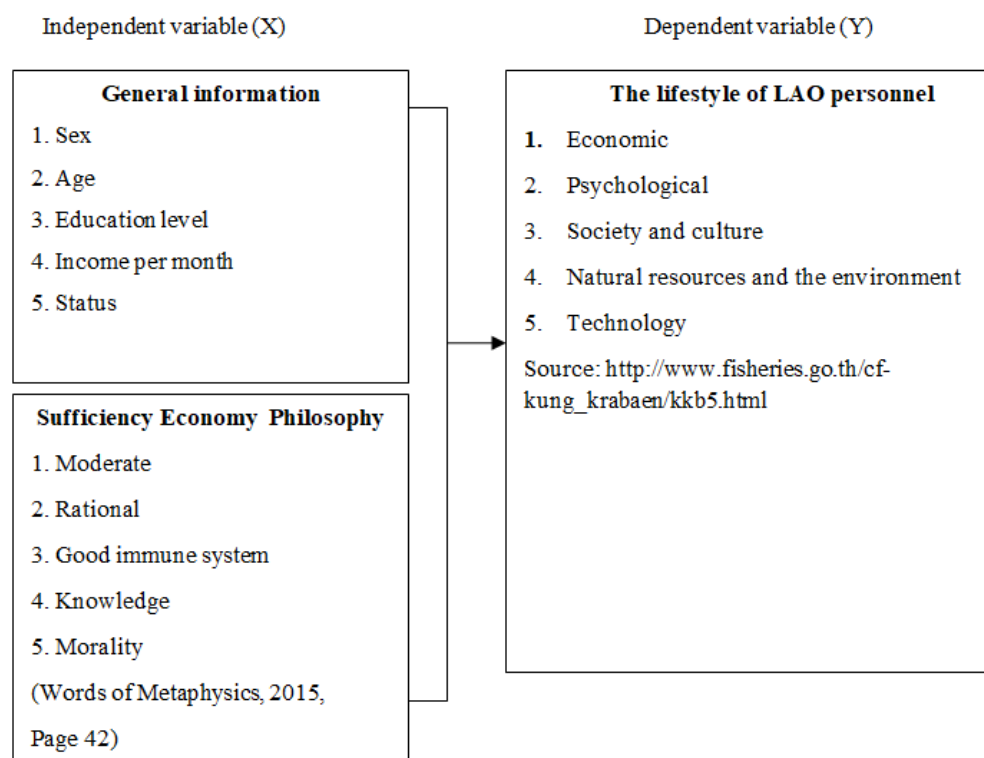 Independent variable (X)
Dependent variable (Y)
General information
1. Sex
2. Age
3. Education level
4. Income per month
5. Status
Sufficiency Economy Philosophy
1. Moderate
2. Rational
3. Good immune system
4. Knowledge
5. Morality
(Words of Metaphysics, 2015,
Page 42)
The lifestyle of LAO personnel
1. Economic
2. Psychological
3. Society and culture
4. Natural resources and the environment
5. Technology
Source: http://www.fisheries.go.th/cf-
kung_krabaen/kkb5.html